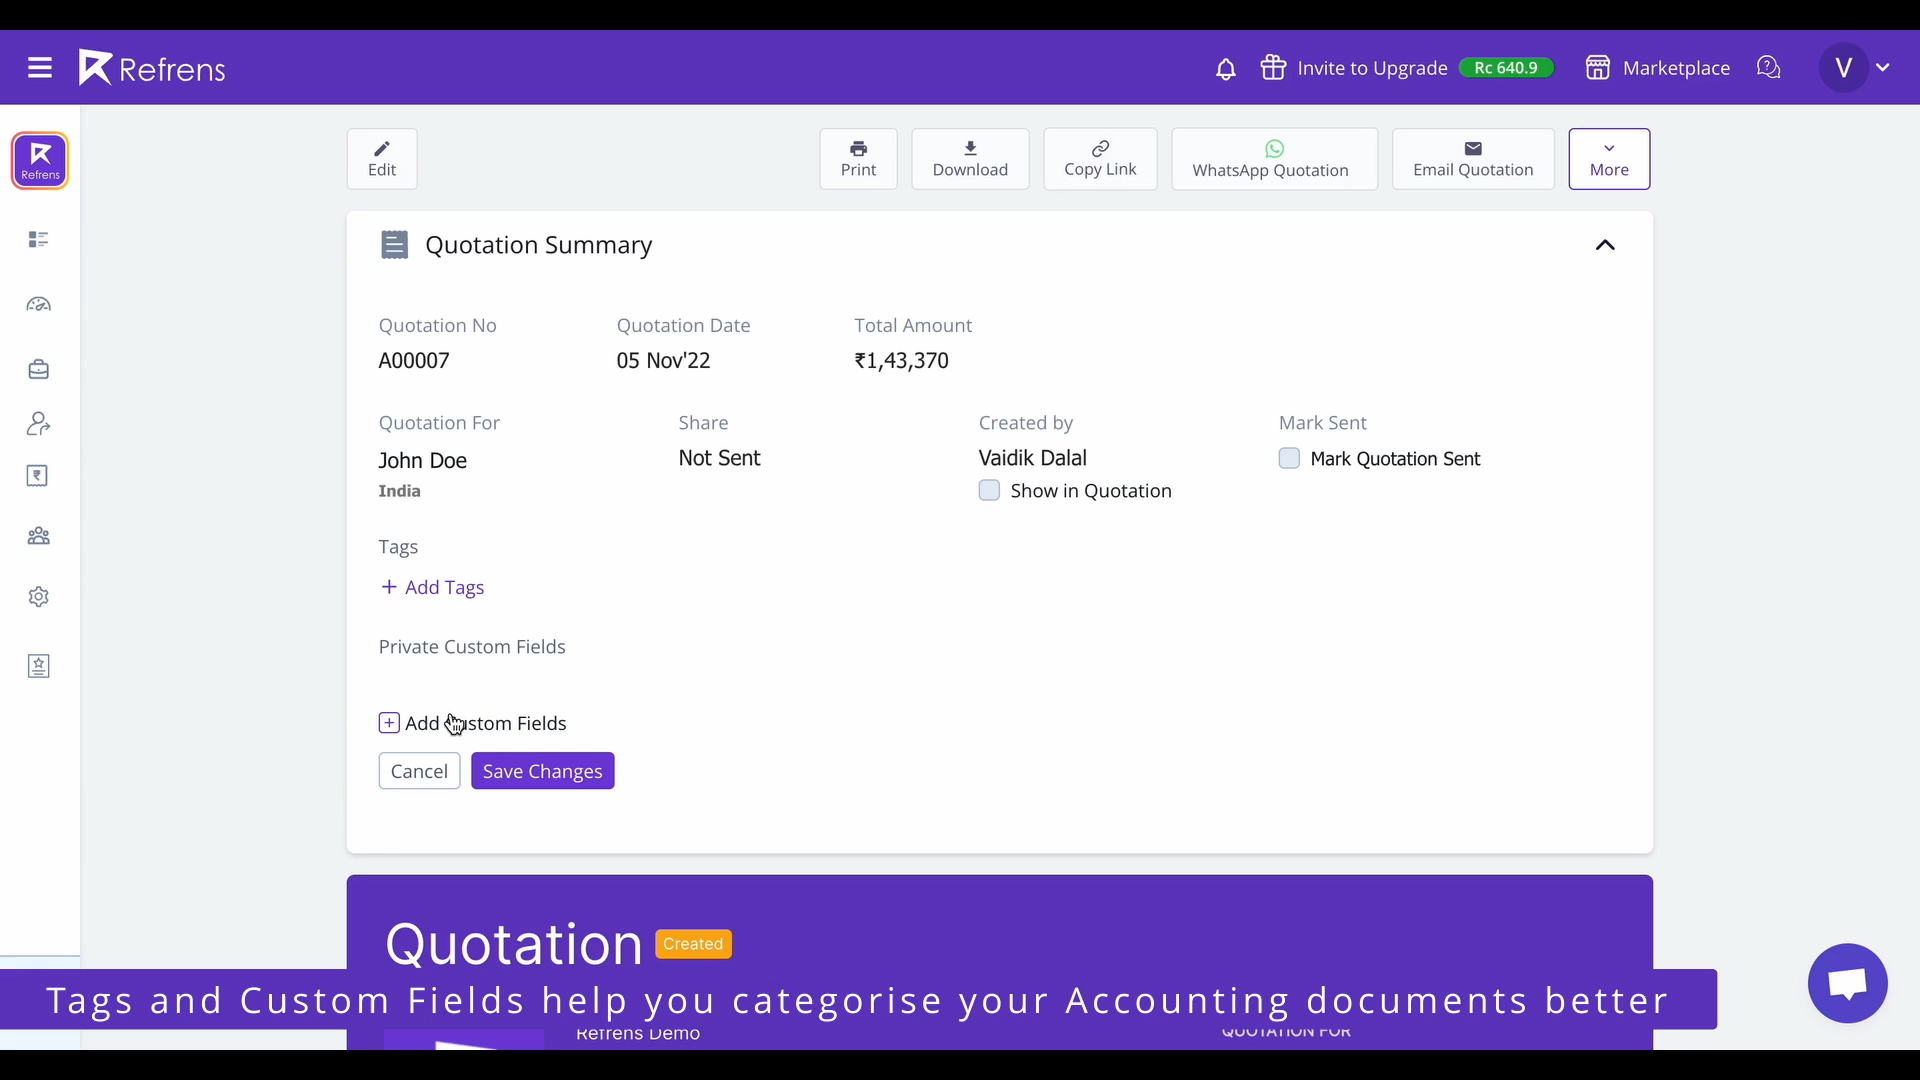 Refrens
Invite to Upgrade Rc 640.9 Marketplace V
Refrens
Edit Print Download Copy Link WhatsApp Quotation Email Quotation More
Quotation Summary
Quotation No Quotation Date Total Amount
A00007 05 Nov'22 ₹1,43,370
Quotation For Share Created by Mark Sent
John Doe Not Sent Vaidik Dalal Mark Quotation Sent
India Show in Quotation
Tags
+ Add Tags
Private Custom Fields
Add Custom Fields
Cancel Save Changes
Quotation Created
Tags and Custom Fields help you categorise your Accounting documents better
Refrens Demo QUOTATION FOR